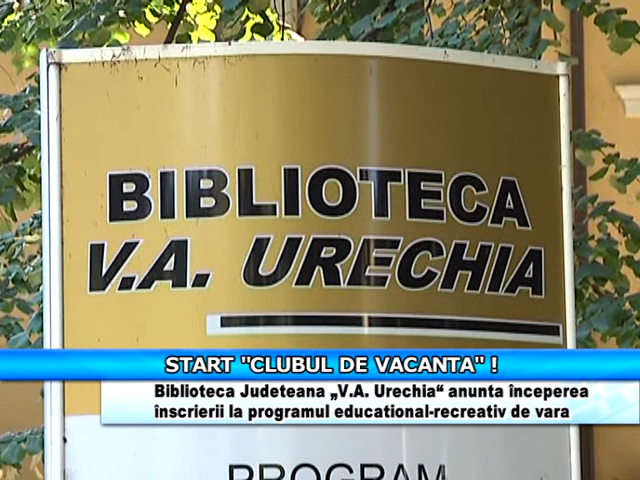 BIBLIOTECA
V.A. URECHIA
START "CLUBUL DE VACANTA" !
Biblioteca Judeteana „V.A. Urechia“ anunta începerea
înscrierii la programul educational-recreativ de vara
PROGRAM